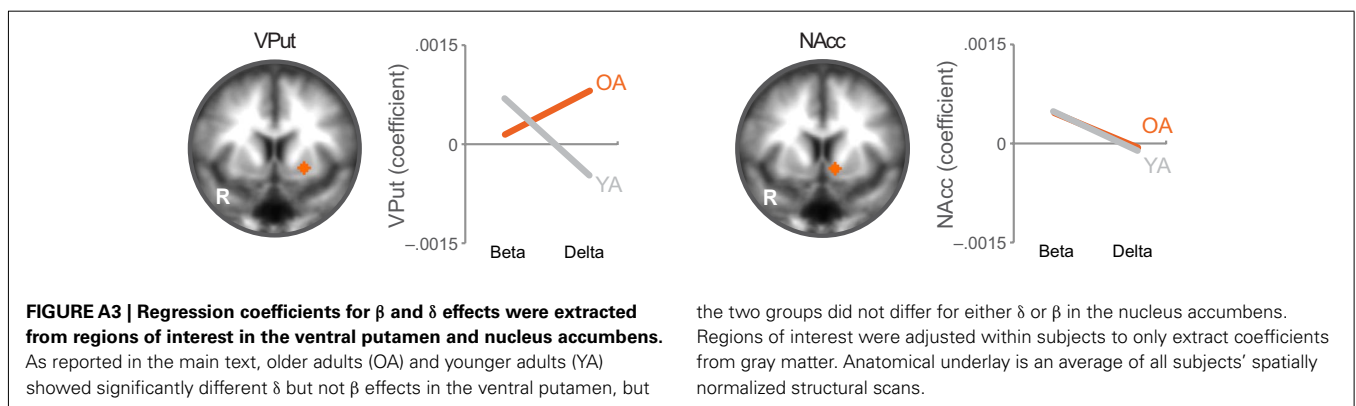 VPut
.0015
OA
0
YA
–.0015
VPut (coefficient)
Beta Delta
R
NAcc
.0015
OA
0
YA
–.0015
NAcc (coefficient)
Beta Delta
R
FIGURE A3 | Regression coefficients for β and δ effects were extracted
from regions of interest in the ventral putamen and nucleus accumbens.
As reported in the main text, older adults (OA) and younger adults (YA)
showed significantly different δ but not β effects in the ventral putamen, but
the two groups did not differ for either δ or β in the nucleus accumbens.
Regions of interest were adjusted within subjects to only extract coefficients
from gray matter. Anatomical underlay is an average of all subjects' spatially
normalized structural scans.